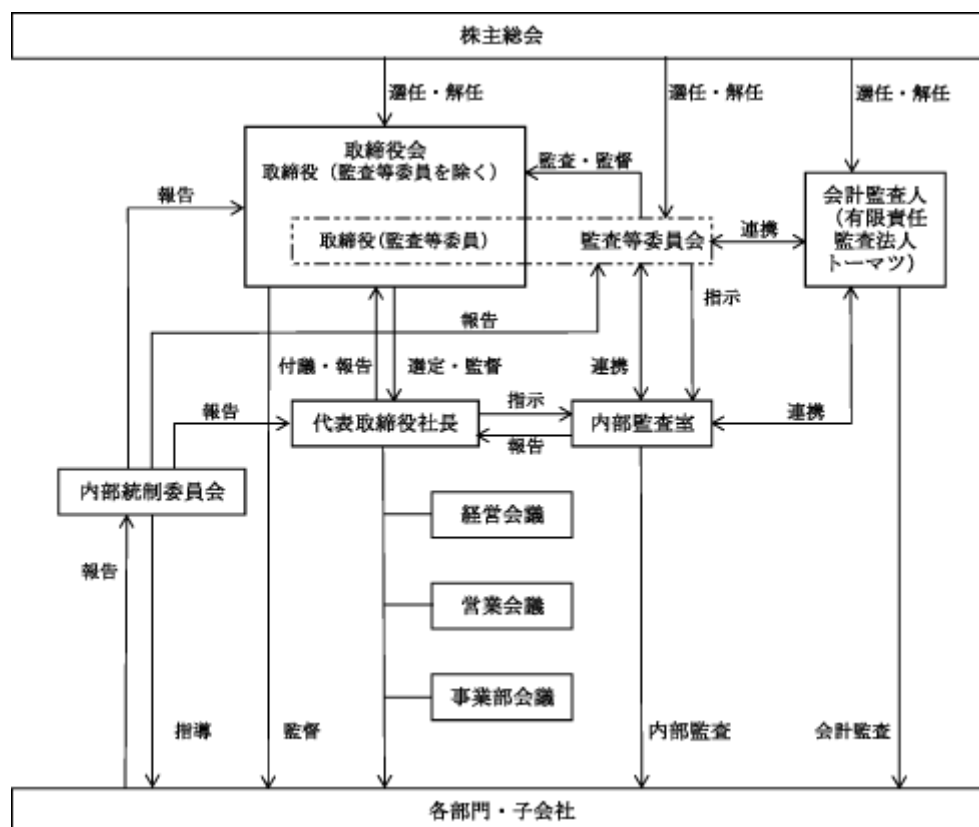 株主総会
選任・解任
選任・解任
選任・解任
取締役会
取締役（監査等委員を除く）
監査・監督
報告
会計監査人
（有限責任
監査法人
トーマツ）
取締役(監査等委員)
監査等委員会
連携
指示
報告
付議・報告
選定・監督
連携
報告
代表取締役社長
指示
報告
内部監査室
連携
内部統制委員会
経営会議
報告
営業会議
事業部会議
指導
監督
内部監査
会計監査
各部門・子会社